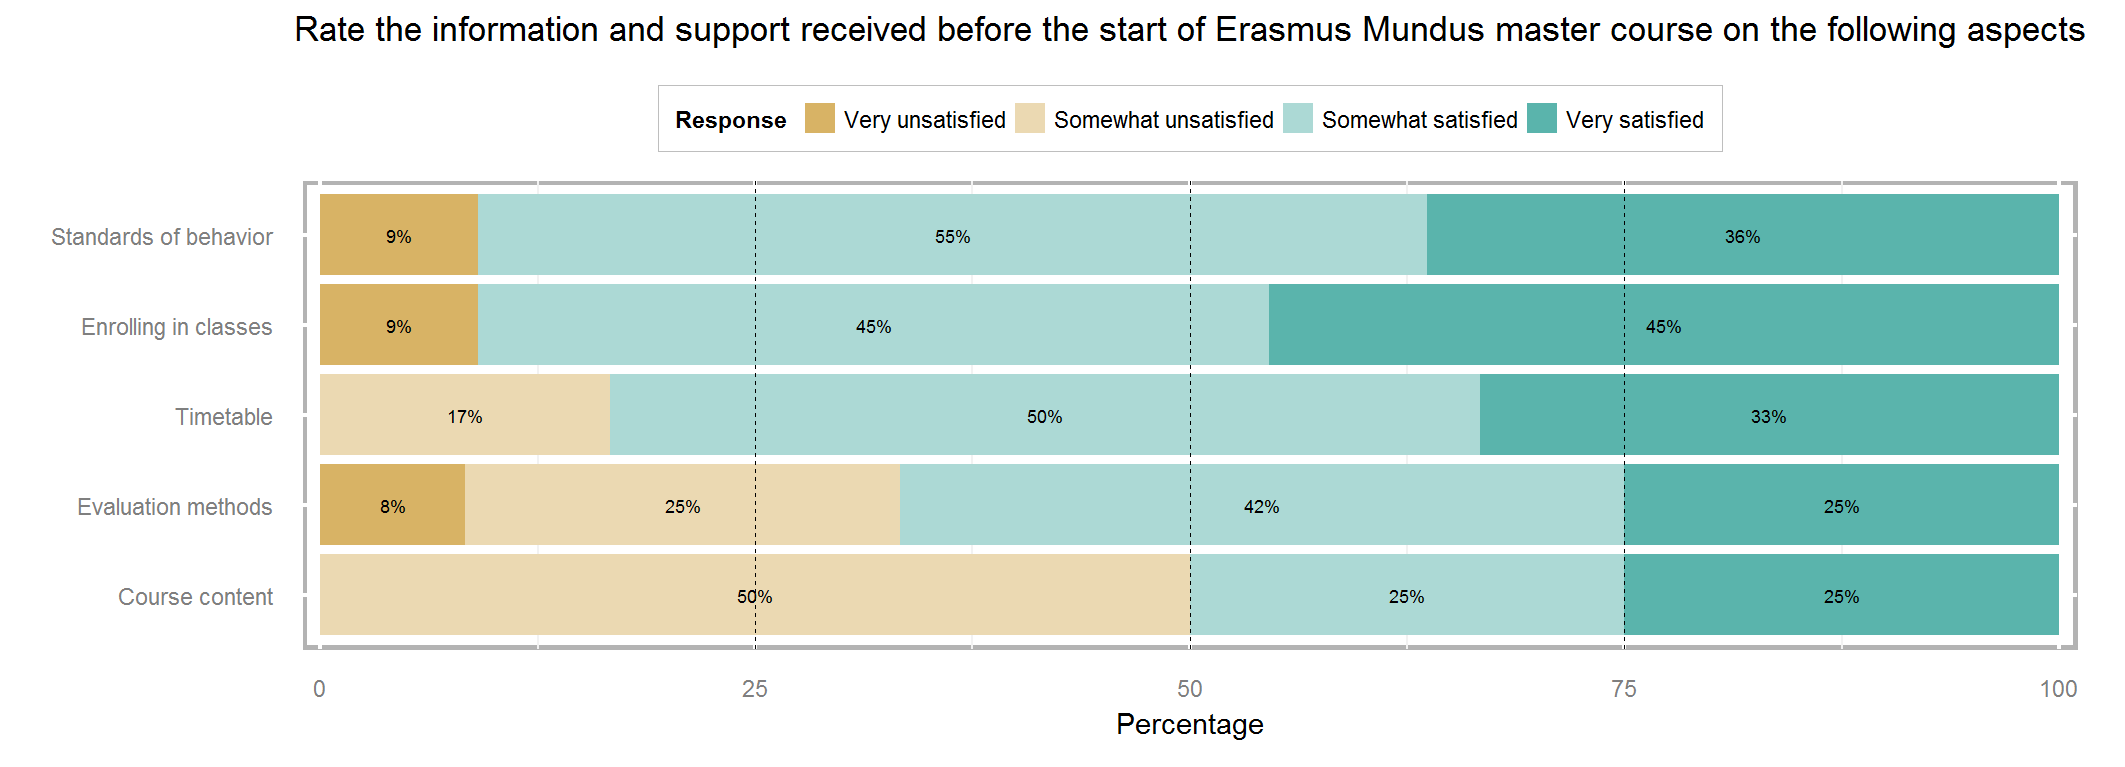 Rate the information and support received before the start of Erasmus Mundus master course on the following aspects
Response Very unsatisfied Somewhat unsatisfied Somewhat satisfied Very satisfied
Standards of behavior 9% 55% 36%
Enrolling in classes 9% 45% 45%
Timetable 17% 50% 33%
Evaluation methods 8% 25% 42% 25%
Course content 50% 25% 25%
0 25 50 75 100
Percentage